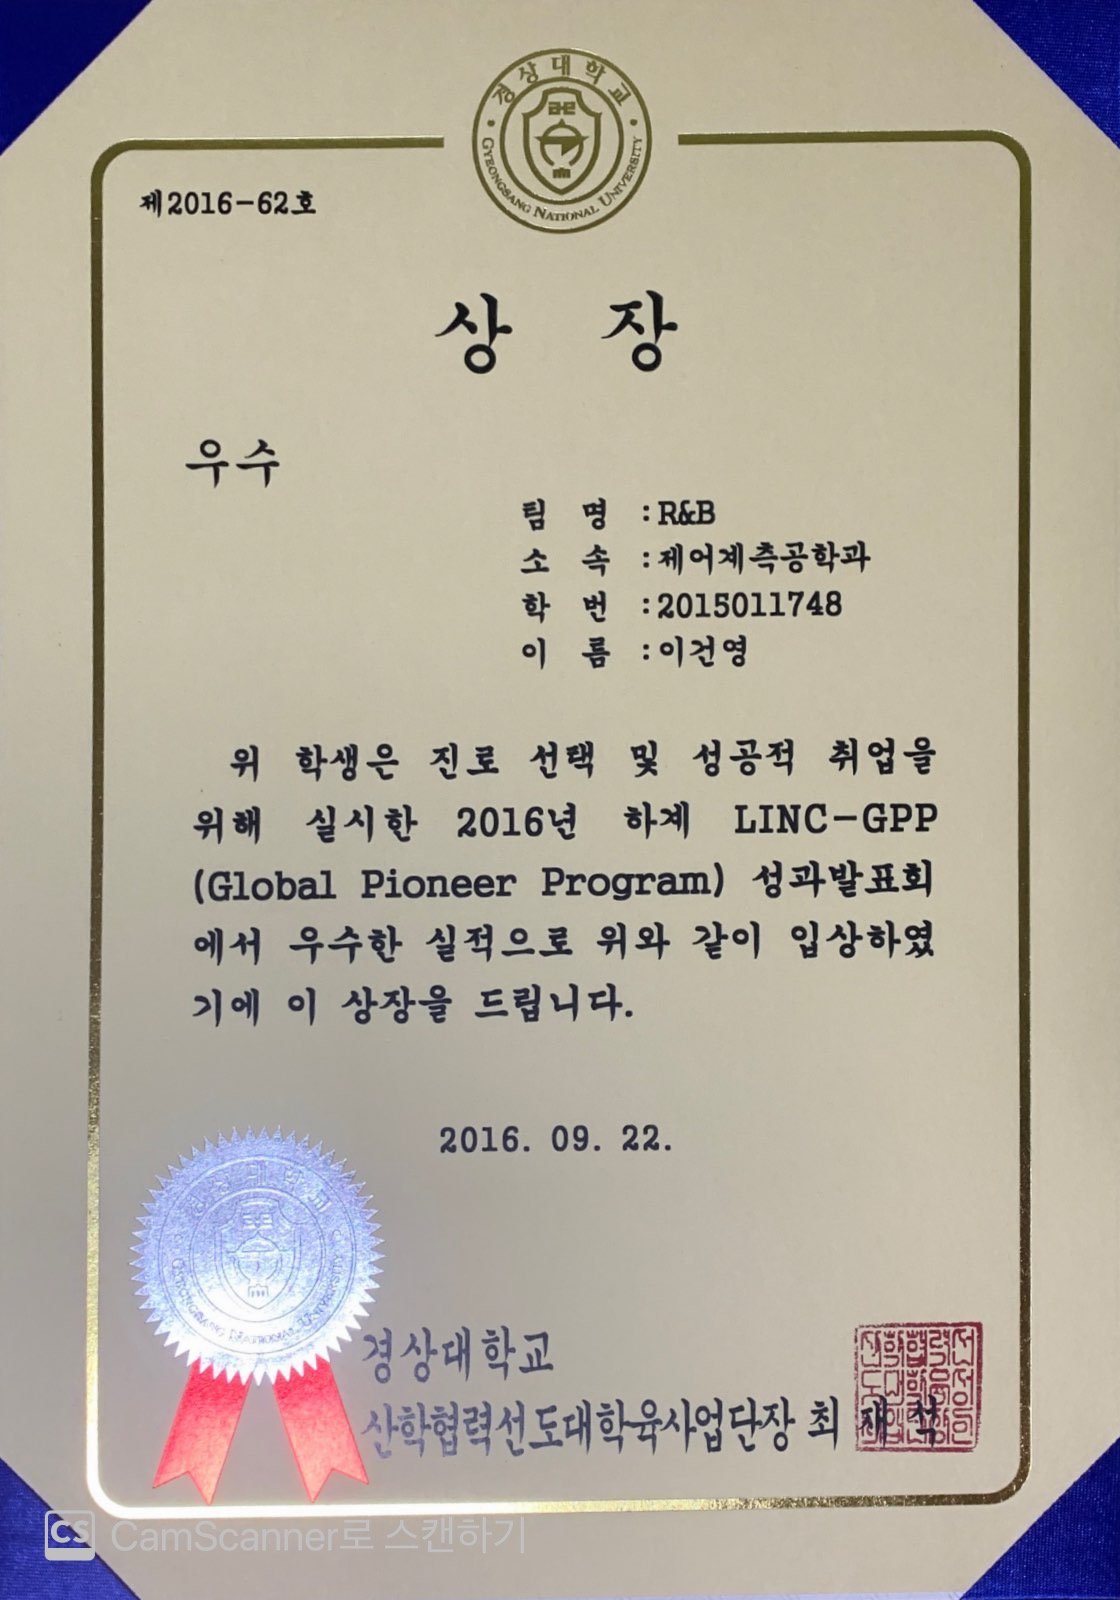 경상대학교
GYEONGSANG NATIONAL UNIVERSITY
제2016-62호
상 장
우수
팀 명 : R&B
소 속 : 제어계측공학과
학 번 : 2015011748
이 름 : 이건영
위 학생은 진로 선택 및 성공적 취업을
위해 실시한 2016년 하계 LINC-GPP
(Global Pioneer Program) 성과발표회
에서 우수한 실적으로 위와 같이 입상하였
기에 이 상장을 드립니다.
2016. 09. 22.
경상대학교
GYEONGSANG NATIONAL UNIVERSITY
경상대학교
산학협력선도대학육사업단장 최 재 석
CS CamScanner로 스캔하기